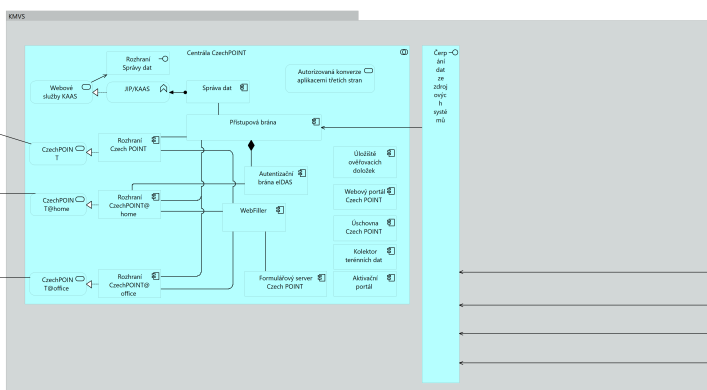 KMVS
Centrála CzechPOINT
Rozhraní
Správy dat
Webové
služby KAAS
JIP/KAAS
Správa dat
Autorizovaná konverze
aplikacemi třetích stran
Čerp
ání
dat
ze
zdroj
ovýc
h
systé
mů
Přístupová brána
CzechPOIN
T
Rozhraní
Czech POINT
Autentizační
brána eIDAS
Úložiště
ověřovacích
doložek
CzechPOIN
T@home
Rozhraní
CzechPOINT@
home
WebFiller
Webový portál
Czech POINT
Úschovna
Czech POINT
Kolektor
terénních dat
CzechPOIN
T@office
Rozhraní
CzechPOINT@
office
Formulářový server
Czech POINT
Aktivační
portál